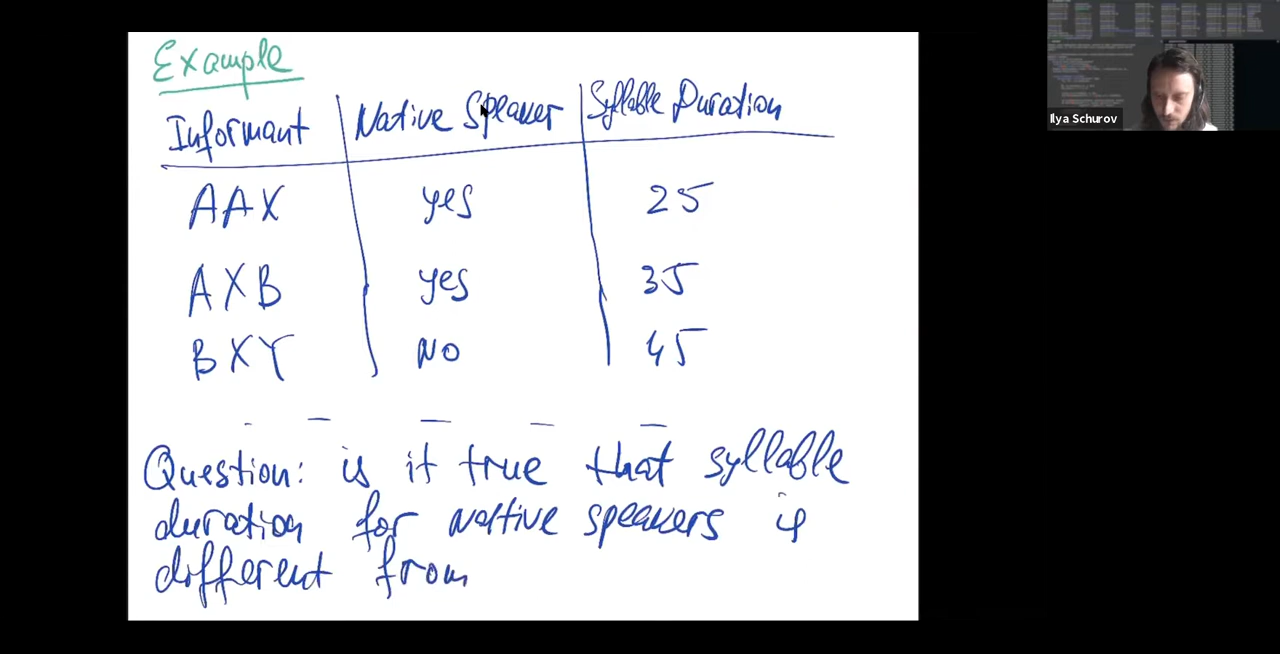 Example
Informant Native Speaker Syllable Duration
AAX yes 25
AXB yes 35
BXY NO 45
Question: is it true that syllable
duration for native speakers is
different from
Ilya Schurov